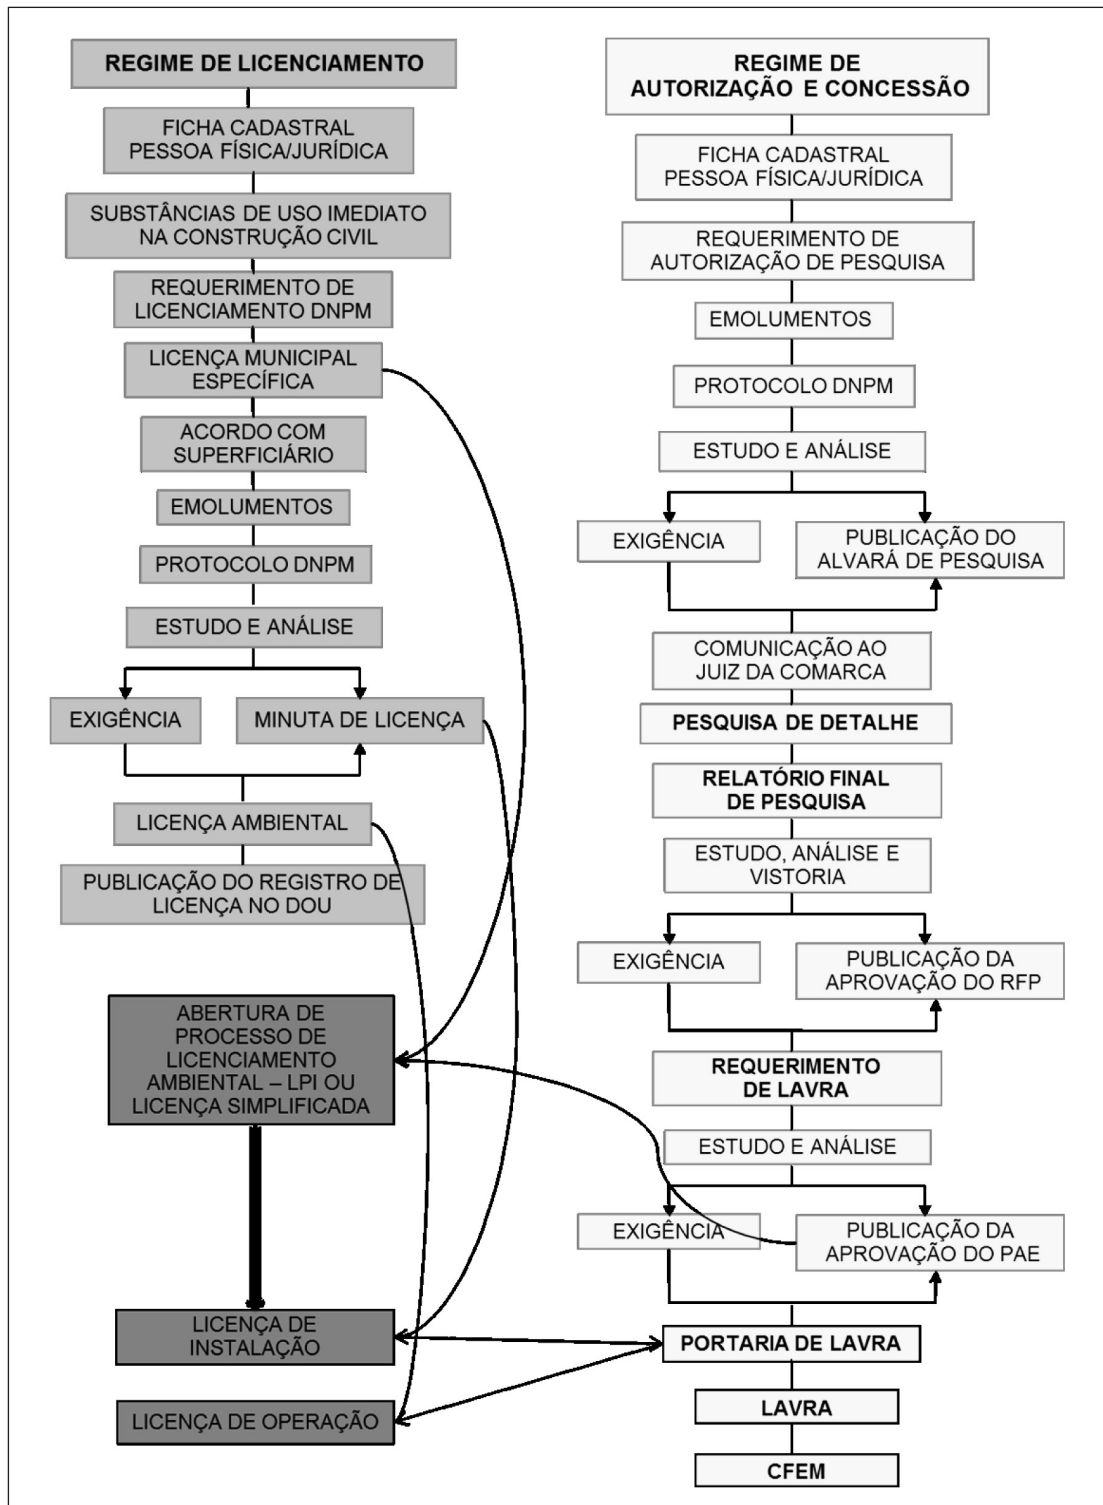 REGIME DE LICENCIAMENTO
FICHA CADASTRAL
PESSOA FÍSICA/JURÍDICA
SUBSTÂNCIAS DE USO IMEDIATO
NA CONSTRUÇÃO CIVIL
REQUERIMENTO DE
LICENCIAMENTO DNPM
LICENÇA MUNICIPAL
ESPECÍFICA
ACORDO COM
SUPERFICIÁRIO
EMOLUMENTOS
PROTOCOLO DNPM
ESTUDO E ANÁLISE
EXIGÊNCIA
MINUTA DE LICENÇA
LICENÇA AMBIENTAL
PUBLICAÇÃO DO REGISTRO DE
LICENÇA NO DOU
ABERTURA DE
PROCESSO DE
LICENCIAMENTO
AMBIENTAL – LPI OU
LICENÇA SIMPLIFICADA
LICENÇA DE
INSTALAÇÃO
LICENÇA DE OPERAÇÃO
REGIME DE
AUTORIZAÇÃO E CONCESSÃO
FICHA CADASTRAL
PESSOA FÍSICA/JURÍDICA
REQUERIMENTO DE
AUTORIZAÇÃO DE PESQUISA
EMOLUMENTOS
PROTOCOLO DNPM
ESTUDO E ANÁLISE
EXIGÊNCIA
PUBLICAÇÃO DO
ALVARÁ DE PESQUISA
COMUNICAÇÃO AO
JUIZ DA COMARCA
PESQUISA DE DETALHE
RELATÓRIO FINAL
DE PESQUISA
ESTUDO, ANÁLISE E
VISTORIA
EXIGÊNCIA
PUBLICAÇÃO DA
APROVAÇÃO DO RFP
REQUERIMENTO
DE LAVRA
ESTUDO E ANÁLISE
EXIGÊNCIA
PUBLICAÇÃO DA
APROVAÇÃO DO PAE
PORTARIA DE LAVRA
LAVRA
CFEM